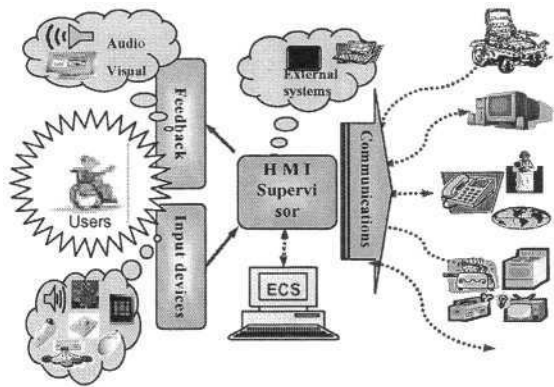 Audio
Visual
Feedback
Users
Input devices
External
systems
H M I
Supervi
sor
ECS
Communications